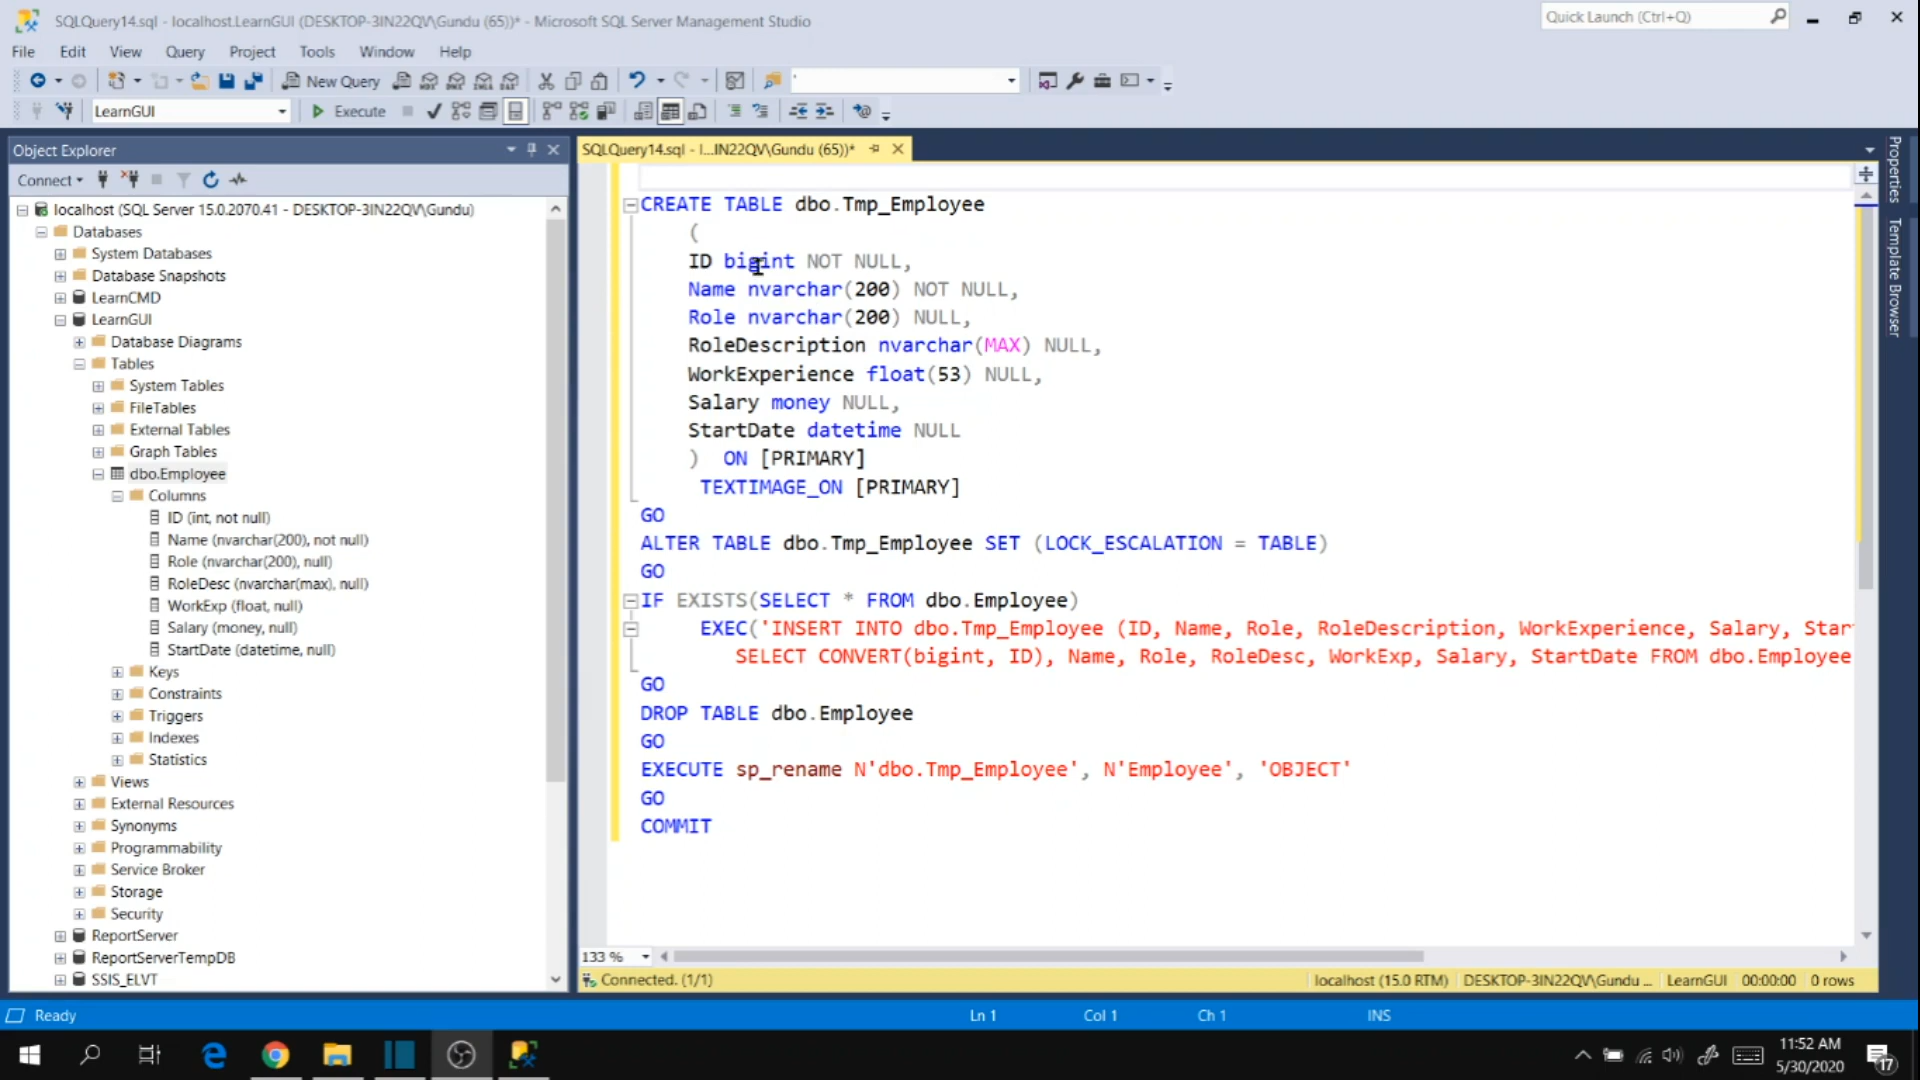 SQLQuery14.sql - localhost.LearnGUI (DESKTOP-3IN22QV\Gundu (65))* - Microsoft SQL Server Management Studio
Quick Launch (Ctrl+Q)
File Edit View Query Project Tools Window Help
New Query
LearnGUI Execute
Object Explorer
Connect
localhost (SQL Server 15.0.2070.41 - DESKTOP-3IN22QV\Gundu)
Databases
System Databases
Database Snapshots
LearnCMD
LearnGUI
Database Diagrams
Tables
System Tables
FileTables
External Tables
Graph Tables
dbo.Employee
Columns
ID (int, not null)
Name (nvarchar(200), not null)
Role (nvarchar(200), null)
RoleDesc (nvarchar(max), null)
WorkExp (float, null)
Salary (money, null)
StartDate (datetime, null)
Keys
Constraints
Triggers
Indexes
Statistics
Views
External Resources
Synonyms
Programmability
Service Broker
Storage
Security
ReportServer
ReportServerTempDB
SSIS_ELVT
SQLQuery14.sql - l...IN22QV\Gundu (65))*
CREATE TABLE dbo.Tmp_Employee
(
ID bigint NOT NULL,
Name nvarchar(200) NOT NULL,
Role nvarchar(200) NULL,
RoleDescription nvarchar(MAX) NULL,
WorkExperience float(53) NULL,
Salary money NULL,
StartDate datetime NULL
) ON [PRIMARY]
TEXTIMAGE_ON [PRIMARY]
GO
ALTER TABLE dbo.Tmp_Employee SET (LOCK_ESCALATION = TABLE)
GO
IF EXISTS(SELECT * FROM dbo.Employee)
EXEC('INSERT INTO dbo.Tmp_Employee (ID, Name, Role, RoleDescription, WorkExperience, Salary, Star
SELECT CONVERT(bigint, ID), Name, Role, RoleDesc, WorkExp, Salary, StartDate FROM dbo.Employee
GO
DROP TABLE dbo.Employee
GO
EXECUTE sp_rename N'dbo.Tmp_Employee', N'Employee', 'OBJECT'
GO
COMMIT
133 %
Connected. (1/1) localhost (15.0 RTM) DESKTOP-3IN22QV\Gundu ... LearnGUI 00:00:00 0 rows
Properties
Template Browser
Ready Ln 1 Col 1 Ch 1 INS
11:52 AM
5/30/2020
17